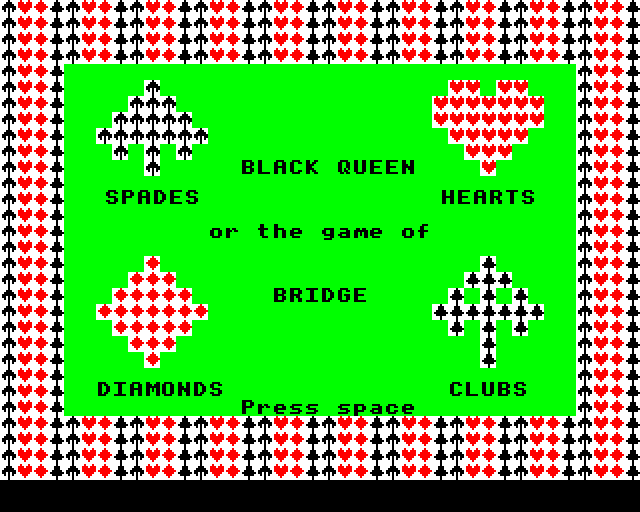 BLACK QUEEN
SPADES
HEARTS
or the game of
BRIDGE
DIAMONDS
CLUBS
Press space